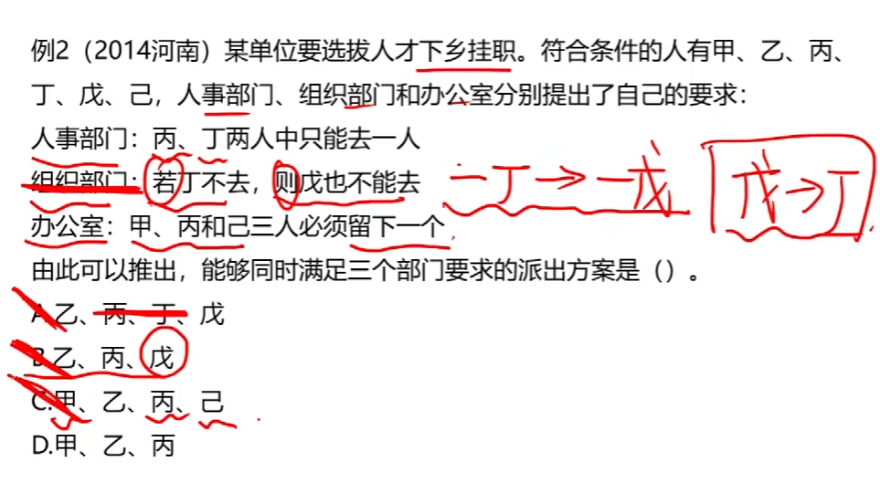 例2（2014河南）某单位要选拔人才下乡挂职。符合条件的人有甲、乙、丙、
丁、戊、己，人事部门、组织部门和办公室分别提出了自己的要求：
人事部门：丙、丁两人中只能去一人
组织部门：若丁不去，则戊也不能去 一丁→一戊 戊→丁
办公室：甲、丙和己三人必须留下一个
由此可以推出，能够同时满足三个部门要求的派出方案是（）。
A.乙、丙、丁、戊
B.乙、丙、戊
C.甲、乙、丙、己
D.甲、乙、丙